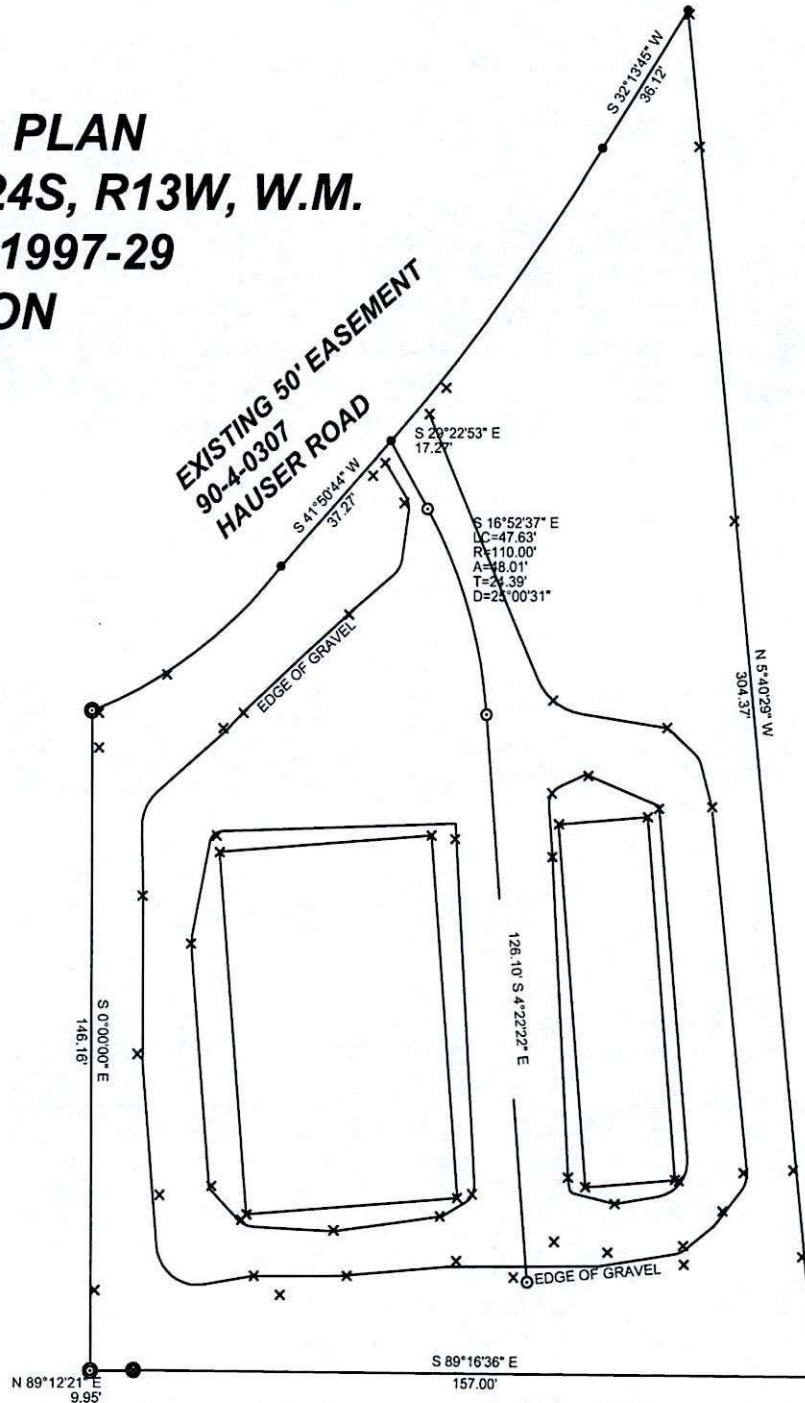 PLAN
24S, R13W, W.M.
1997-29
ON
S 32°13'45" W
36.12'
EXISTING 50' EASEMENT
90-4-0307
HAUSER ROAD
S 29°22'53" E
17.27'
S 41°50'44" W
37.27'
S 16°52'37" E
LC=47.63'
R=110.00'
A=48.01'
T=24.39'
D=25°00'31"
EDGE OF GRAVEL
N 5°40'29" W
304.37'
S 0°00'00" E
146.16'
126.10' S 4°22'22" E
EDGE OF GRAVEL
S 89°16'36" E
157.00'
N 89°12'21" E
9.95'